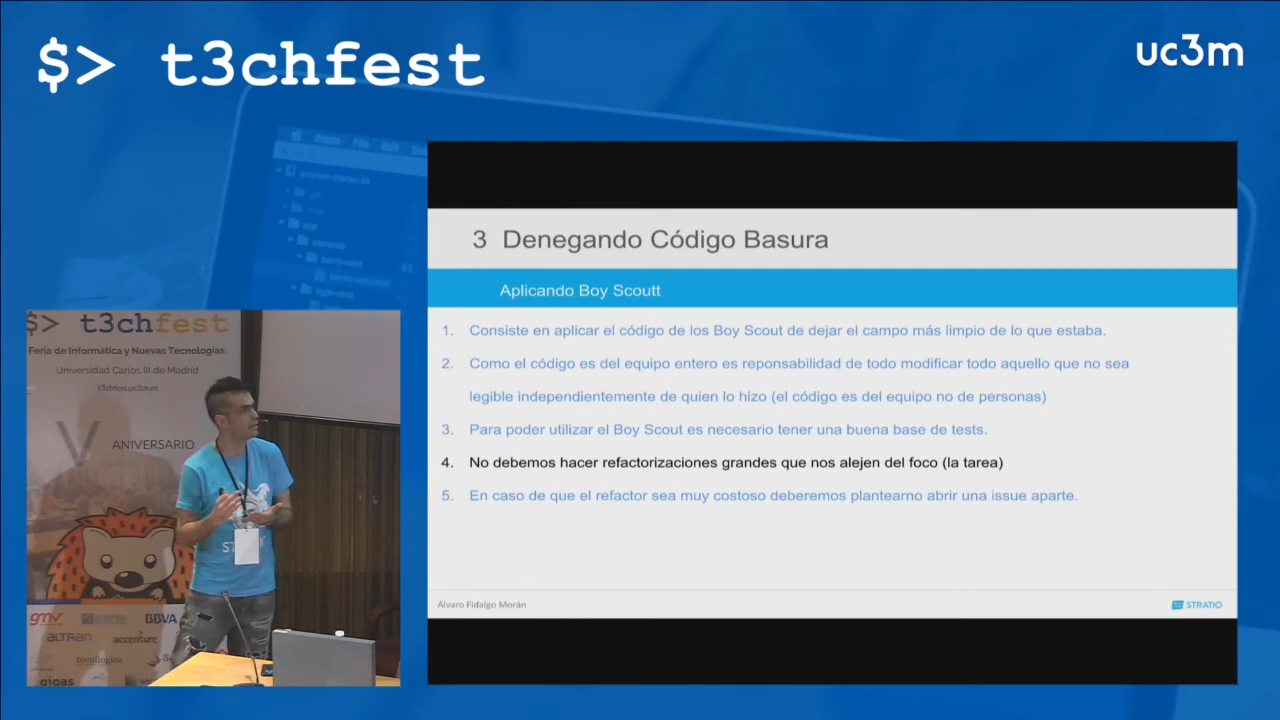 $> t3chfest
uc3m
3 Denegando Código Basura
Aplicando Boy Scoutt
1. Consiste en aplicar el código de los Boy Scout de dejar el campo más limpio de lo que estaba.
2. Como el código es del equipo entero es reponsabilidad de todo modificar todo aquello que no sea
legible independientemente de quien lo hizo (el código es del equipo no de personas)
3. Para poder utilizar el Boy Scout es necesario tener una buena base de tests.
4. No debemos hacer refactorizaciones grandes que nos alejen del foco (la tarea)
5. En caso de que el refactor sea muy costoso deberemos plantearno abrir una issue aparte.
Álvaro Fidalgo Morán
STRATIO
$> t3chfest
Feria de Informática y Nuevas Tecnologías
Universidad Carlos III de Madrid
t3chfest.uc3m.es
V ANIVERSARIO
gmv
BBVA
altran
accenture
tecnilógica
gigas